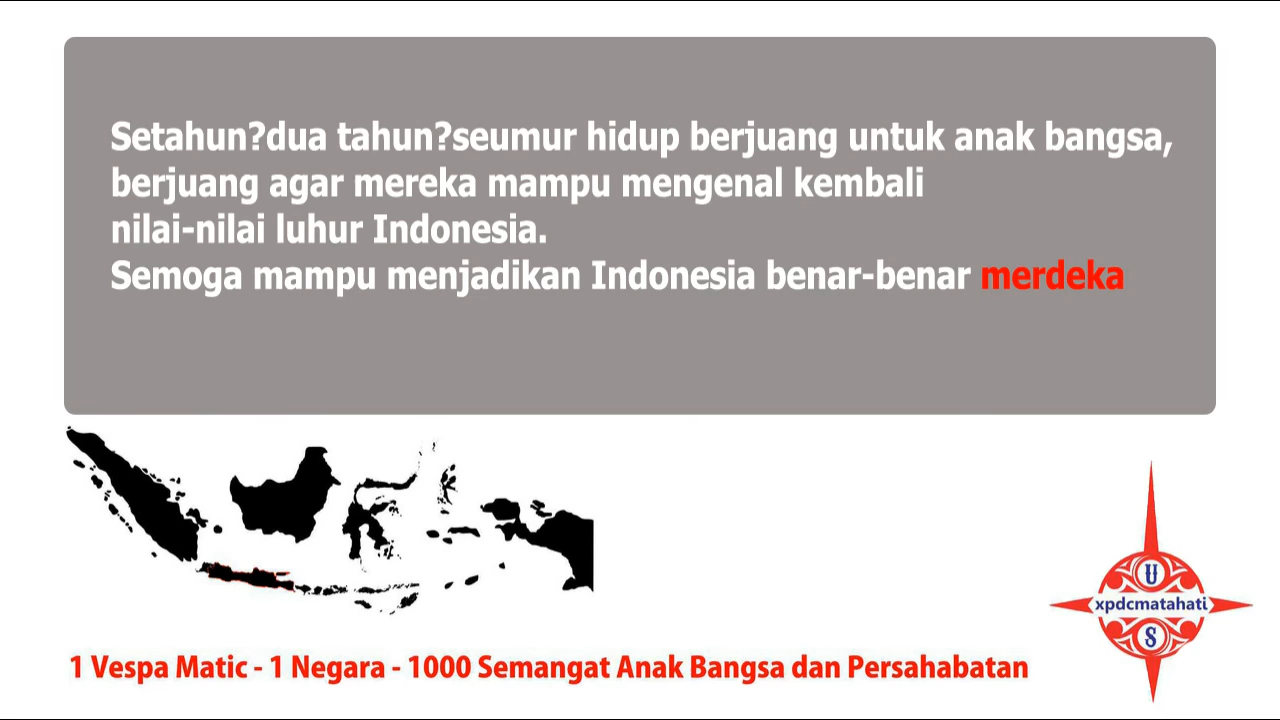 Setahun?dua tahun?seumur hidup berjuang untuk anak bangsa,
berjuang agar mereka mampu mengenal kembali
nilai-nilai luhur Indonesia.
Semoga mampu menjadikan Indonesia benar-benar merdeka
U
xpdcmatahati
S
1 Vespa Matic - 1 Negara - 1000 Semangat Anak Bangsa dan Persahabatan